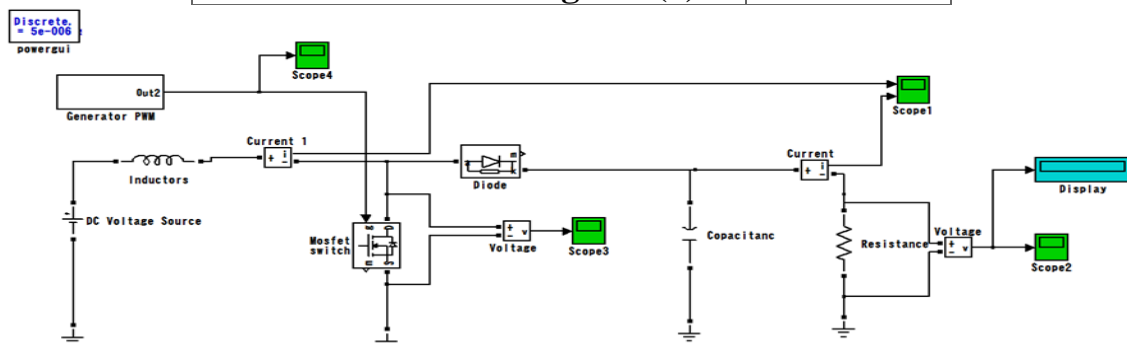 Discrete.
= 5e-006
powergui
Scope4
Out2
Generator PWM
Scope1
Current 1
+ i
-
Inductors
m
a k
Diode
Current
+ i
-
Display
DC Voltage Source
Mosfet
switch
g D
m S
+ v
-
Voltage
Scope3
Capacitanc
Resistance
Voltage
+ v
-
Scope2